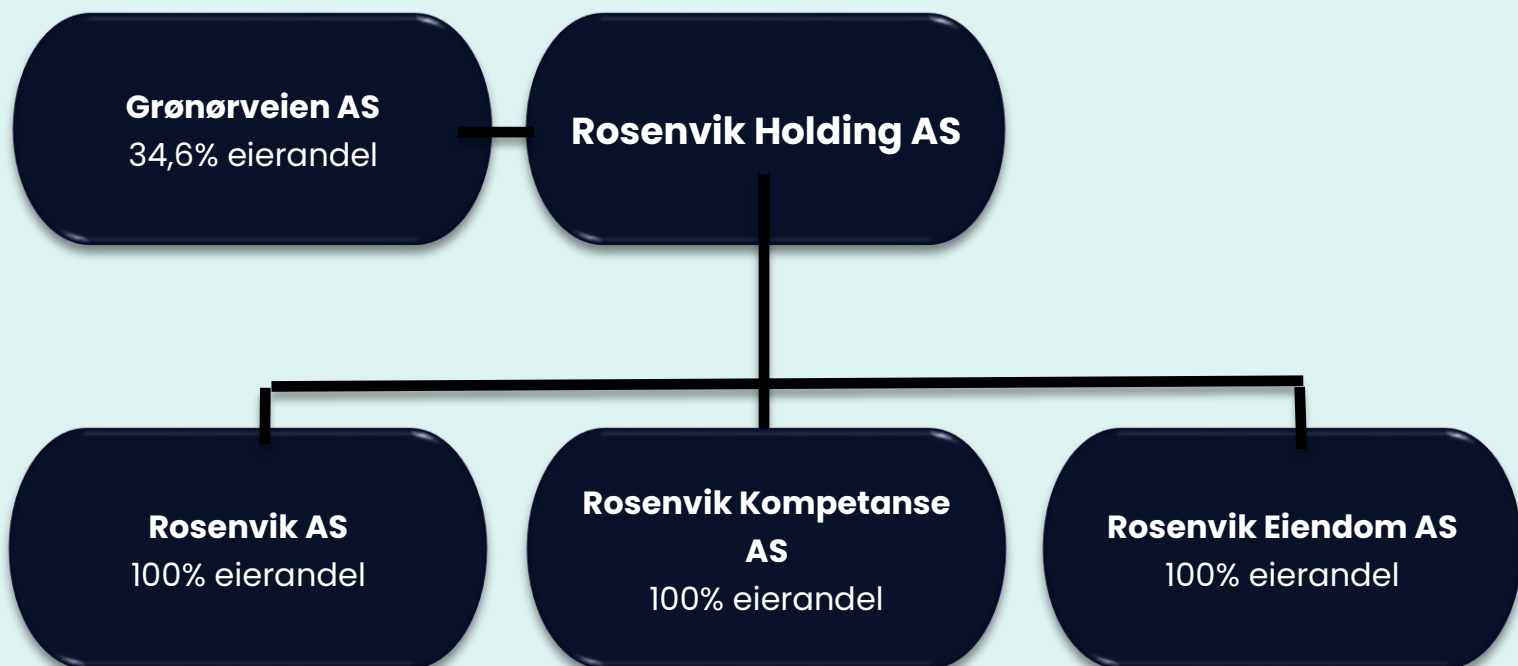 Grønørveien AS
34,6% eierandel
Rosenvik Holding AS
Rosenvik AS
100% eierandel
Rosenvik Kompetanse
AS
100% eierandel
Rosenvik Eiendom AS
100% eierandel